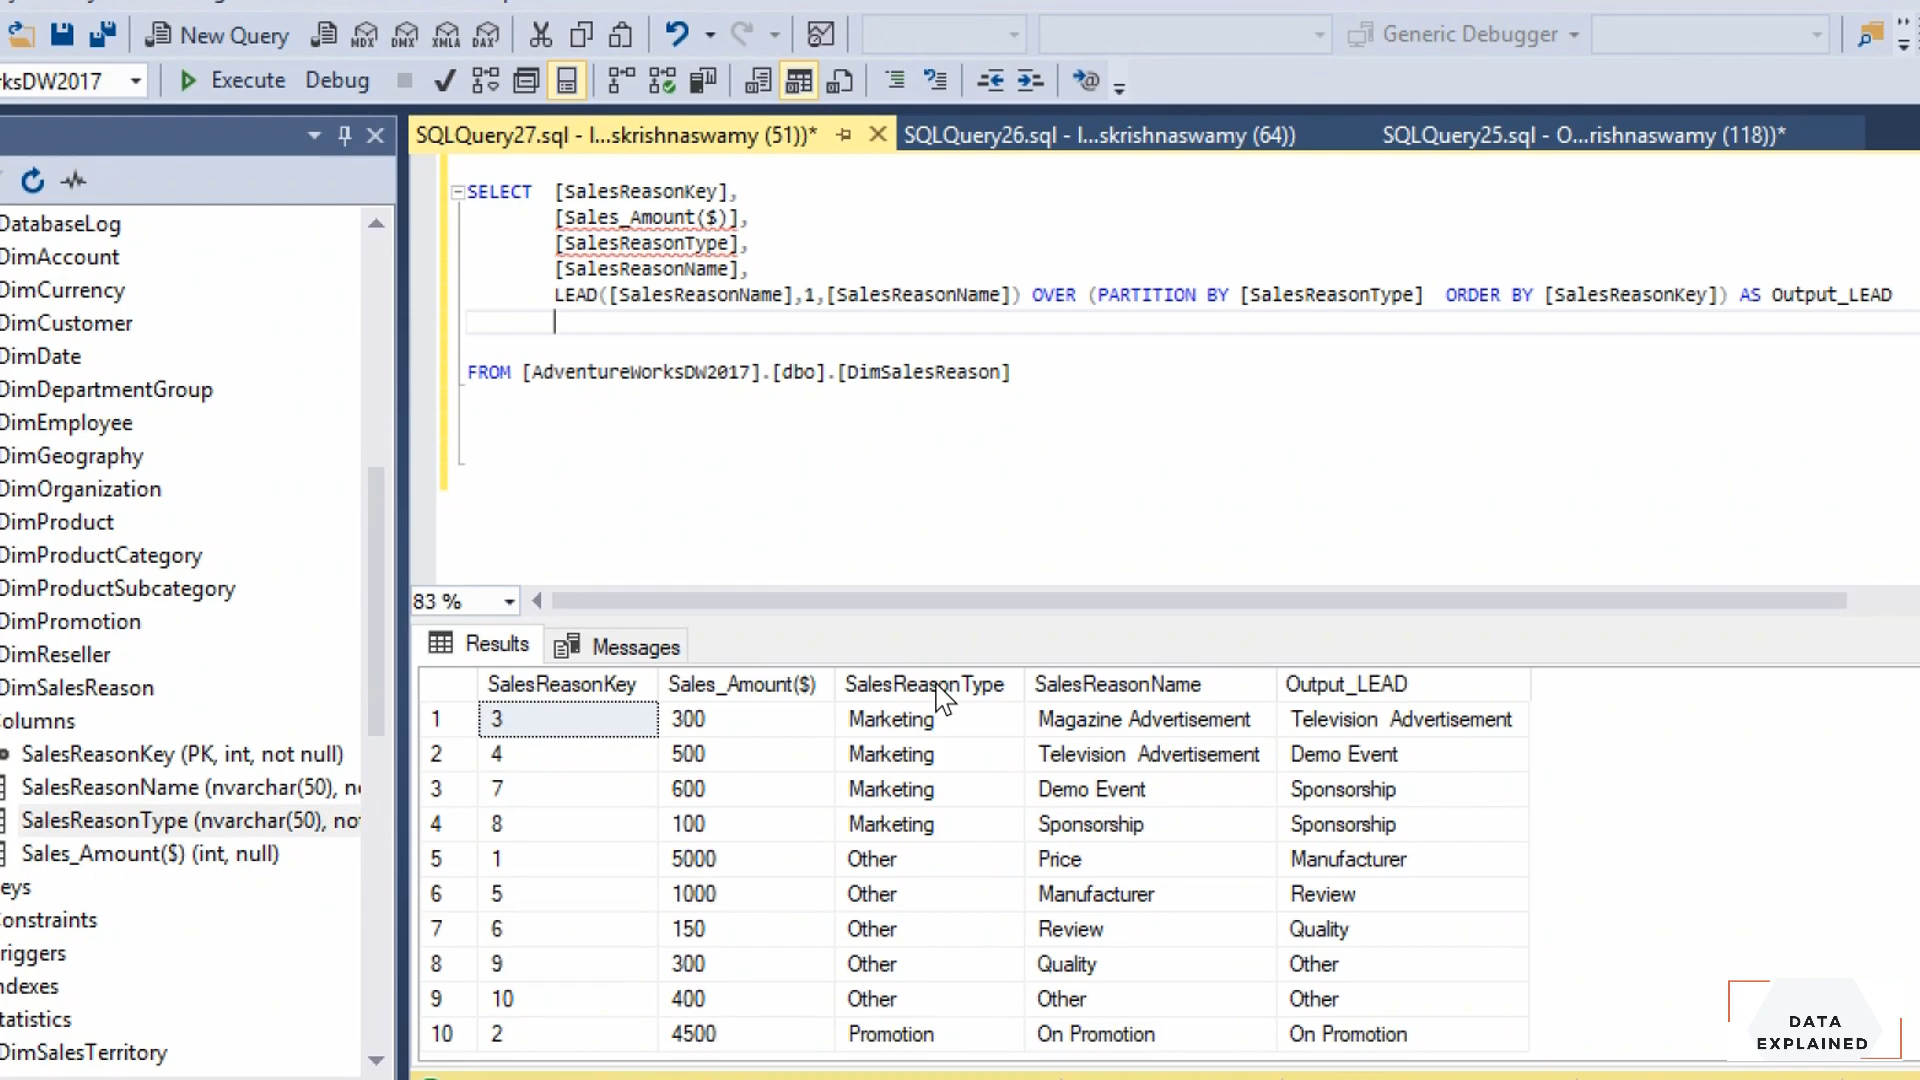 New Query
MDX DMX XMLA DAX
Generic Debugger
rksDW2017
Execute Debug
SQLQuery27.sql - l...skrishnaswamy (51))*
SQLQuery26.sql - l...skrishnaswamy (64))
SQLQuery25.sql - O...rishnaswamy (118))*
DatabaseLog
DimAccount
DimCurrency
DimCustomer
DimDate
DimDepartmentGroup
DimEmployee
DimGeography
DimOrganization
DimProduct
DimProductCategory
DimProductSubcategory
DimPromotion
DimReseller
DimSalesReason
olumns
SalesReasonKey (PK, int, not null)
SalesReasonName (nvarchar(50), n
SalesReasonType (nvarchar(50), no
Sales_Amount($) (int, null)
eys
onstraints
riggers
ndexes
tatistics
DimSalesTerritory
SELECT [SalesReasonKey],
[Sales_Amount($)],
[SalesReasonType],
[SalesReasonName],
LEAD([SalesReasonName],1,[SalesReasonName]) OVER (PARTITION BY [SalesReasonType] ORDER BY [SalesReasonKey]) AS Output_LEAD
FROM [AdventureWorksDW2017].[dbo].[DimSalesReason]
83 %
Results Messages
SalesReasonKey Sales_Amount($) SalesReasonType SalesReasonName Output_LEAD
1 3 300 Marketing Magazine Advertisement Television Advertisement
2 4 500 Marketing Television Advertisement Demo Event
3 7 600 Marketing Demo Event Sponsorship
4 8 100 Marketing Sponsorship Sponsorship
5 1 5000 Other Price Manufacturer
6 5 1000 Other Manufacturer Review
7 6 150 Other Review Quality
8 9 300 Other Quality Other
9 10 400 Other Other Other
10 2 4500 Promotion On Promotion On Promotion
DATA
EXPLAINED